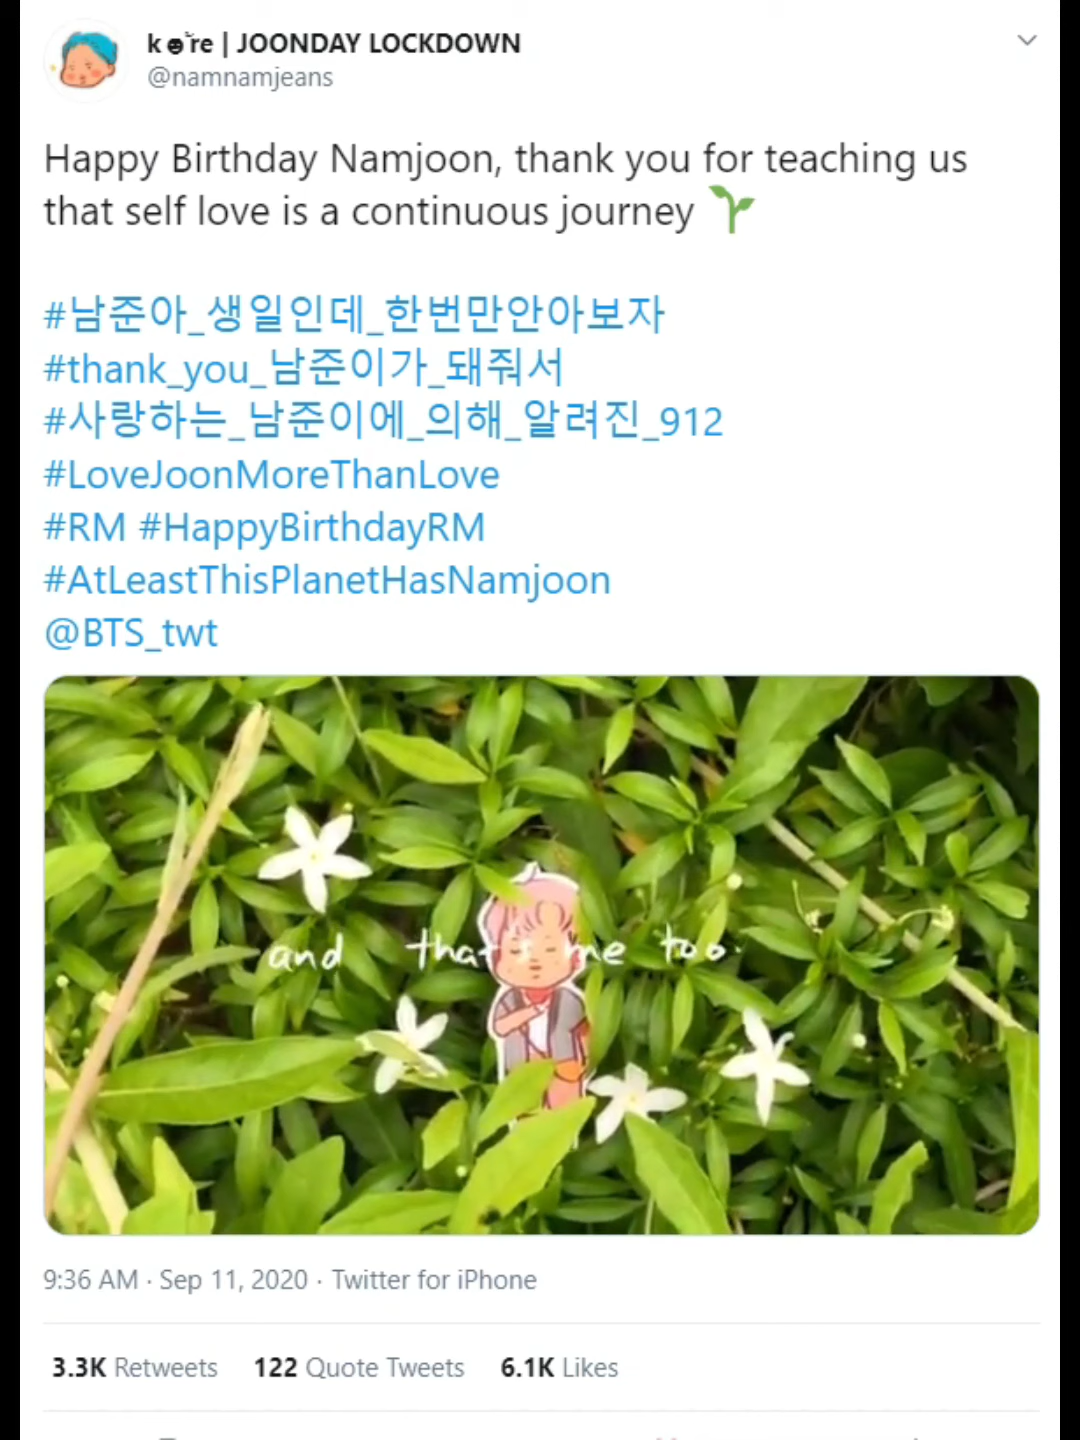 k☻r̆e | JOONDAY LOCKDOWN
@namnamjeans
Happy Birthday Namjoon, thank you for teaching us
that self love is a continuous journey 🌱
#남준아_생일인데_한번만안아보자
#thank_you_남준이가_돼줘서
#사랑하는_남준이에_의해_알려진_912
#LoveJoonMoreThanLove
#RM #HappyBirthdayRM
#AtLeastThisPlanetHasNamjoon
@BTS_twt
and that's me too.
9:36 AM · Sep 11, 2020 · Twitter for iPhone
3.3K Retweets 122 Quote Tweets 6.1K Likes